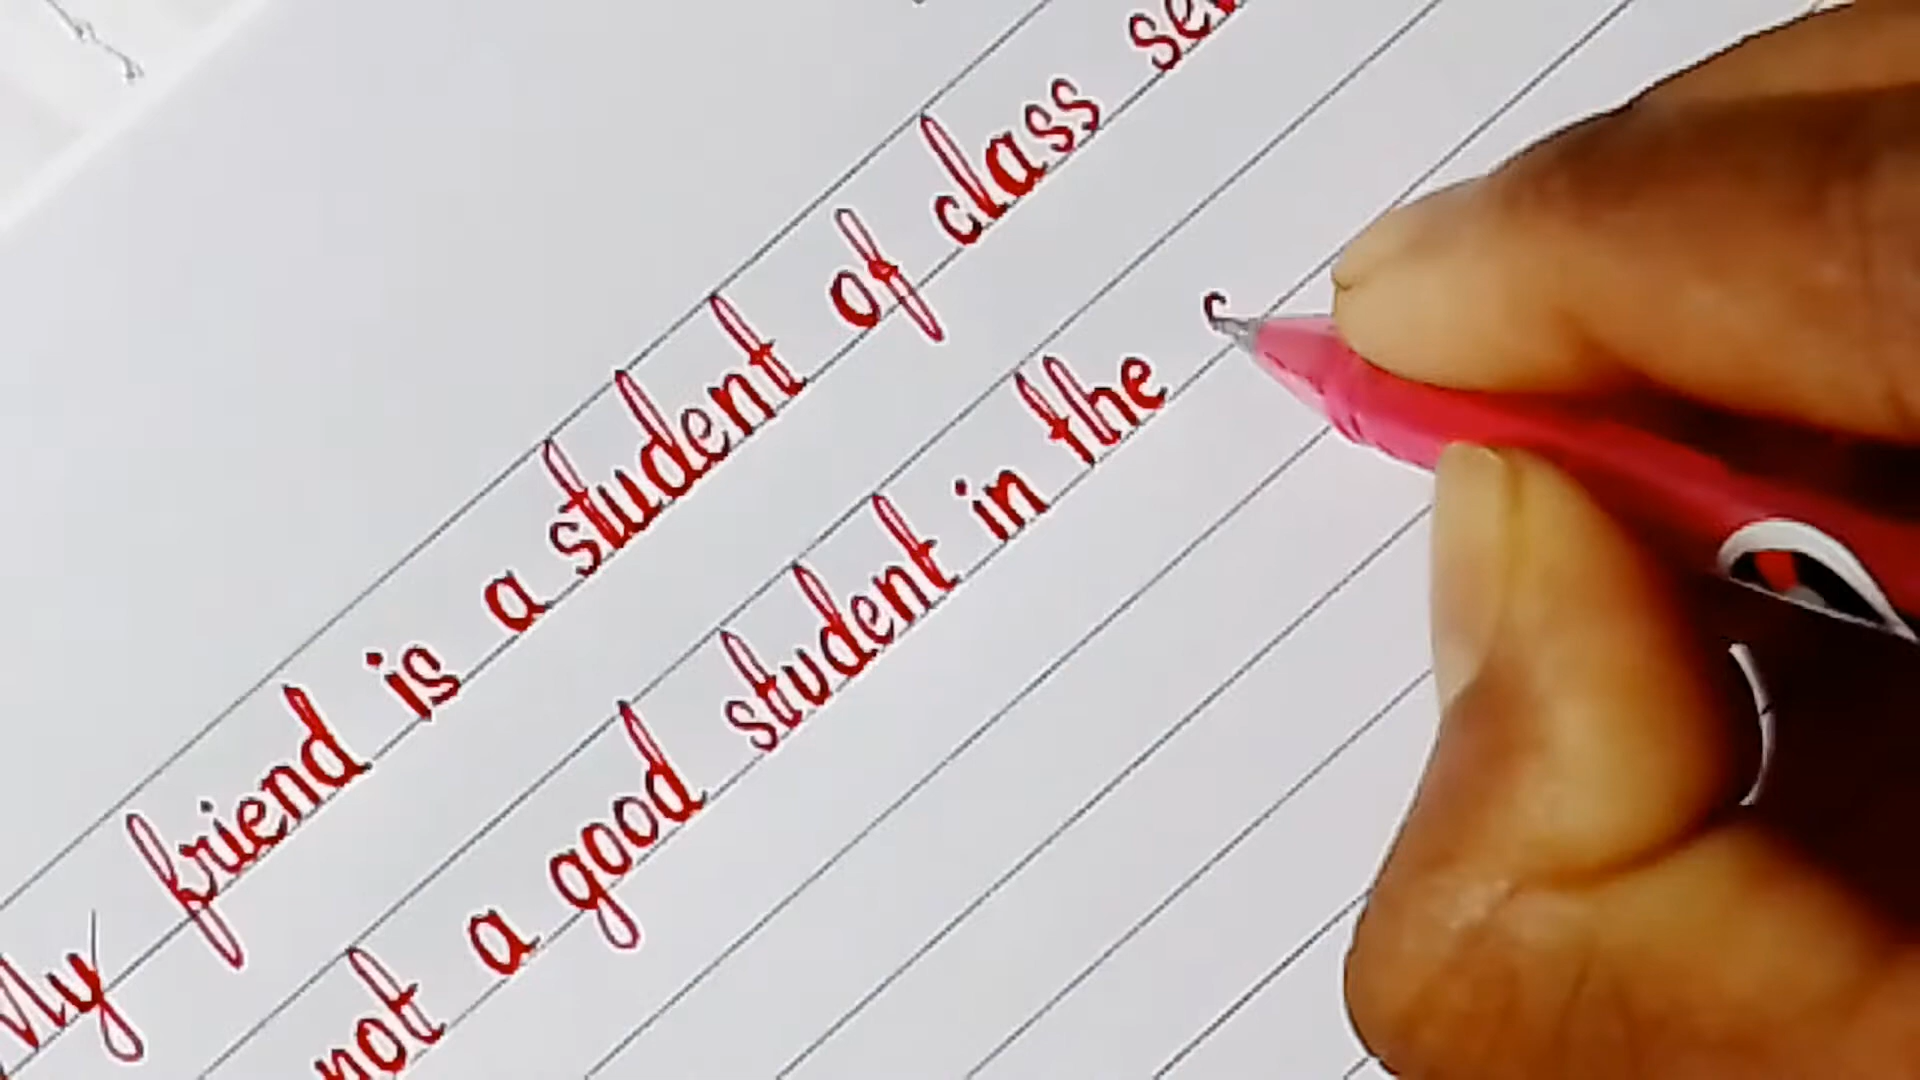 My friend is a student of class
not a good student in the